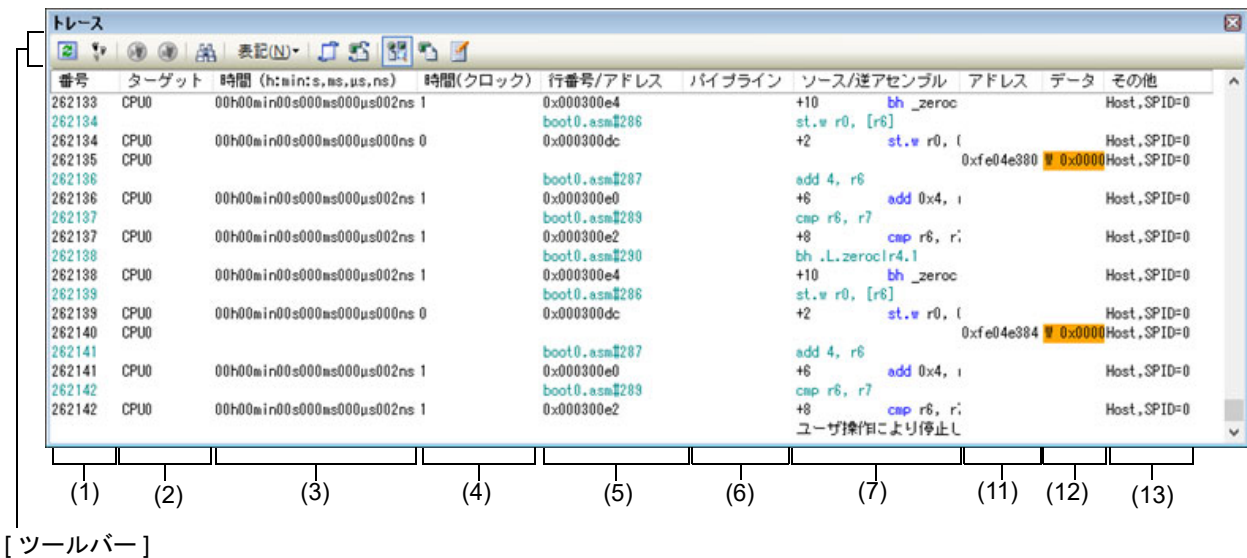 トレース
表記(N)▾
番号 ターゲット 時間 (h:min:s,ms,µs,ns) 時間(クロック) 行番号/アドレス パイプライン ソース/逆アセンブル アドレス データ その他
262133 CPU0 00h00min00s000ms000µs002ns 1 0x000300e4 +10 bh _zeroc Host,SPID=0
262134 boot0.asm#286 st.w r0, [r6]
262134 CPU0 00h00min00s000ms000µs000ns 0 0x000300dc +2 st.w r0, Host,SPID=0
262135 CPU0 0xfe04e380 W 0x0000 Host,SPID=0
262136 boot0.asm#287 add 4, r6
262136 CPU0 00h00min00s000ms000µs002ns 1 0x000300e0 +6 add 0x4, Host,SPID=0
262137 boot0.asm#289 cmp r6, r7
262137 CPU0 00h00min00s000ms000µs002ns 1 0x000300e2 +8 cmp r6, Host,SPID=0
262138 boot0.asm#290 bh .L.zeroclr4.1
262138 CPU0 00h00min00s000ms000µs002ns 1 0x000300e4 +10 bh _zeroc Host,SPID=0
262139 boot0.asm#286 st.w r0, [r6]
262139 CPU0 00h00min00s000ms000µs000ns 0 0x000300dc +2 st.w r0, Host,SPID=0
262140 CPU0 0xfe04e384 W 0x0000 Host,SPID=0
262141 boot0.asm#287 add 4, r6
262141 CPU0 00h00min00s000ms000µs002ns 1 0x000300e0 +6 add 0x4, Host,SPID=0
262142 boot0.asm#289 cmp r6, r7
262142 CPU0 00h00min00s000ms000µs002ns 1 0x000300e2 +8 cmp r6, Host,SPID=0
ユーザ操作により停止し
(1) (2) (3) (4) (5) (6) (7) (11) (12) (13)
[ ツールバー ]